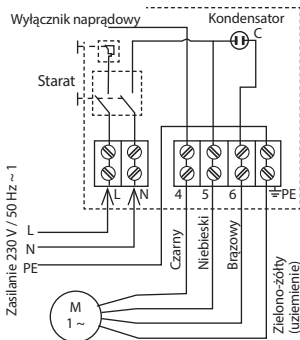 Wyłącznik naprądowy
Kondensator
C
Starat
L
N
4
5
6
PE
L
N
PE
Zasilanie 230 V / 50 Hz ~ 1
Czarny
Niebieski
Brązowy
Zielono-żółty
(uziemienie)
M
1 ~